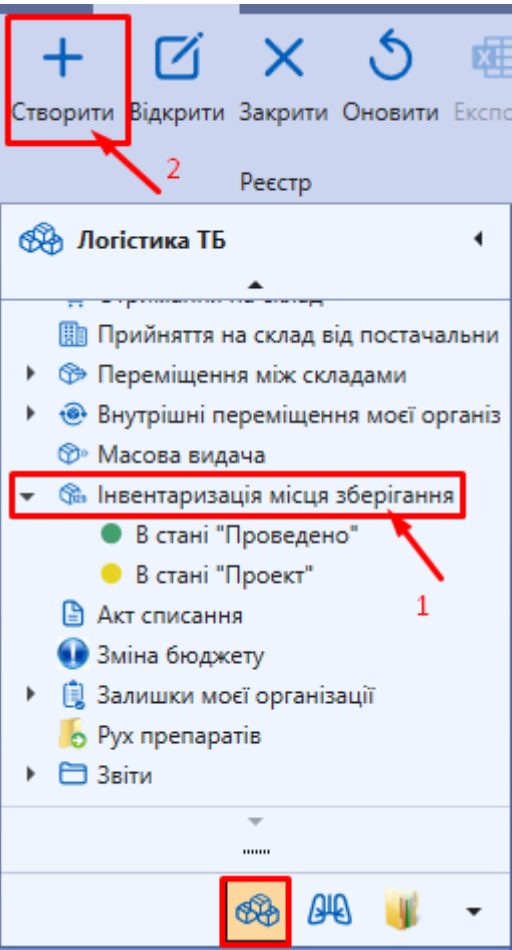 Створити Відкрити Закрити Оновити Експо
2
Реєстр
Логістика ТБ
Прийняття на склад від постачальни
Переміщення між складами
Внутрішні переміщення моєї організ
Масова видача
Інвентаризація місця зберігання
В стані "Проведено"
В стані "Проект"
1
Акт списання
Зміна бюджету
Залишки моєї організації
Рух препаратів
Звіти